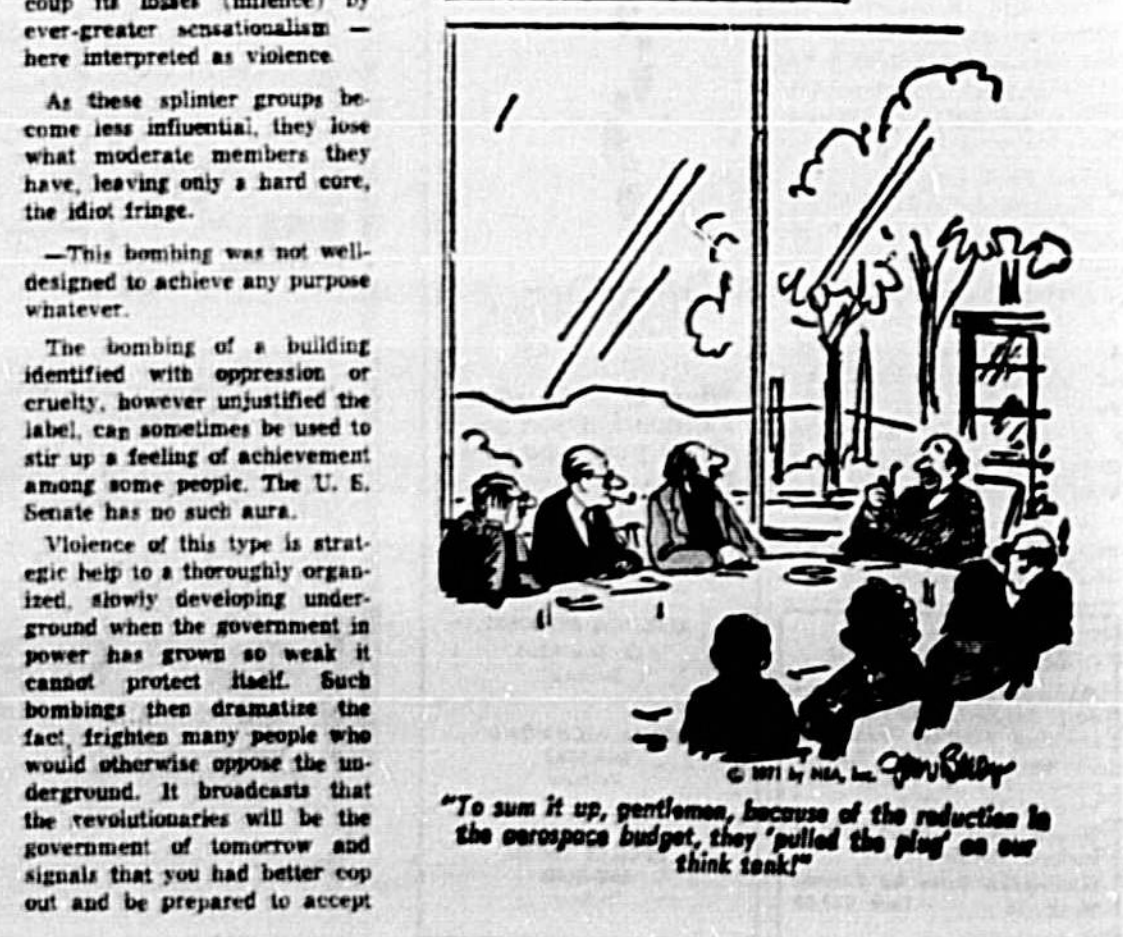 coup its losses (influence) by
ever-greater sensationalism —
here interpreted as violence.
As these splinter groups be-
come less influential, they lose
what moderate members they
have, leaving only a hard core,
the idiot fringe.
—This bombing was not well-
designed to achieve any purpose
whatever.
The bombing of a building
identified with oppression or
cruelty, however unjustified the
label, can sometimes be used to
stir up a feeling of achievement
among some people. The U. S.
Senate has no such aura.
Violence of this type is strat-
egic help to a thoroughly organ-
ized, slowly developing under-
ground when the government in
power has grown so weak it
cannot protect itself. Such
bombings then dramatize the
fact, frighten many people who
would otherwise oppose the un-
derground. It broadcasts that
the revolutionaries will be the
government of tomorrow and
signals that you had better cop
out and be prepared to accept
© 1971 by NEA, Inc.
"To sum it up, gentlemen, because of the reduction in
the aerospace budget, they 'pulled the plug' on our
think tank!"